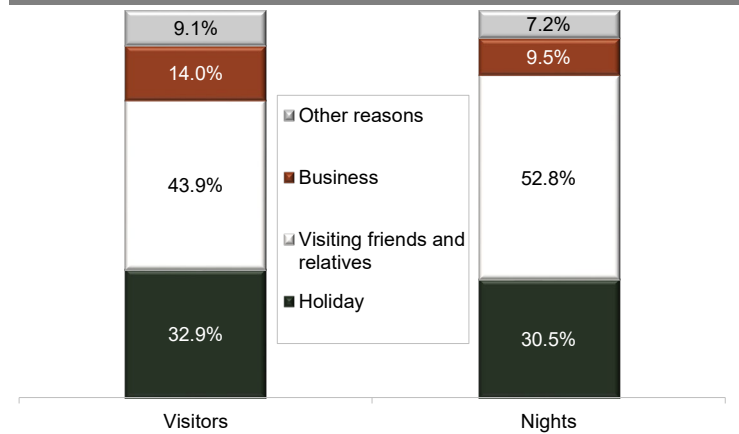 9.1%
14.0%
43.9%
32.9%
Other reasons
Business
Visiting friends and
relatives
Holiday
7.2%
9.5%
52.8%
30.5%
Visitors
Nights